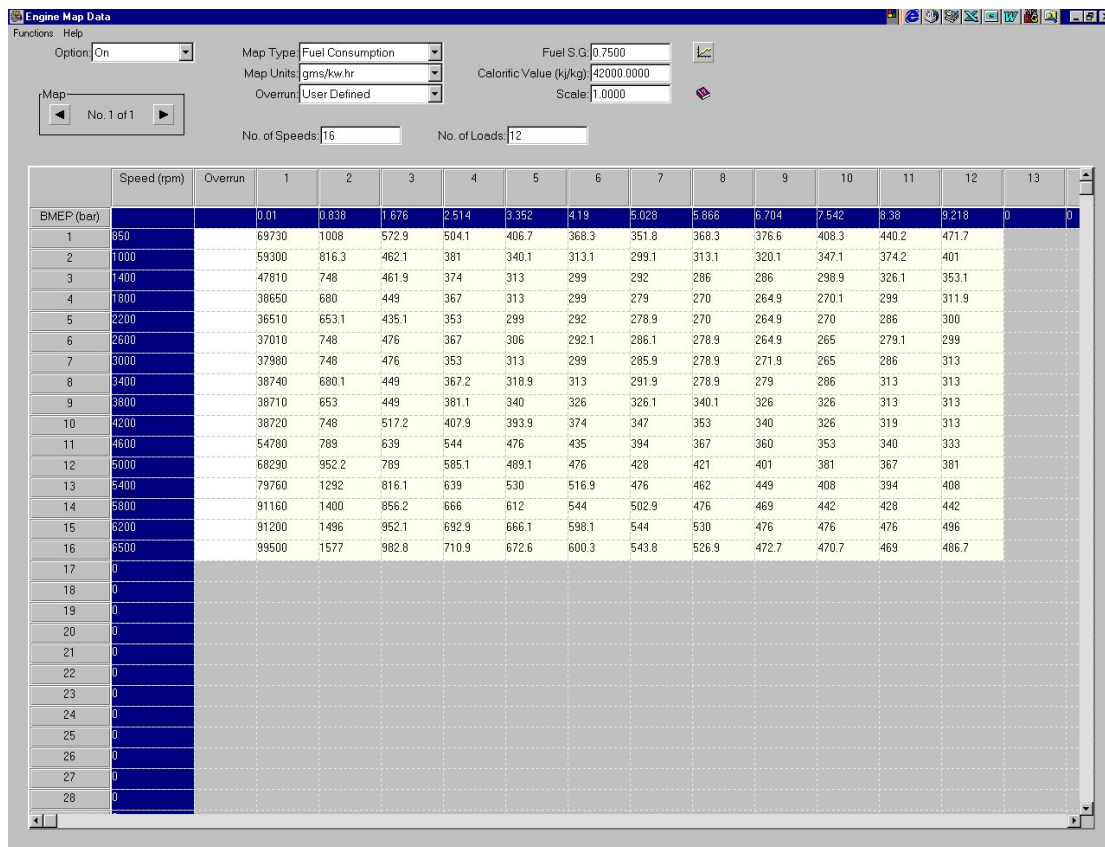 Engine Map Data
Functions Help
Option: On Map Type: Fuel Consumption Fuel S.G: 0.7500
Map Units: gms/kw.hr Calorific Value (kj/kg): 42000.0000
Map Overrun: User Defined Scale: 1.0000
No. 1 of 1
No. of Speeds: 16 No. of Loads: 12
Speed (rpm) Overrun 1 2 3 4 5 6 7 8 9 10 11 12 13
BMEP (bar) 0.01 0.838 1.676 2.514 3.352 4.19 5.028 5.866 6.704 7.542 8.38 9.218 0 0
1 850 69730 1008 572.9 504.1 406.7 368.3 351.8 368.3 376.6 408.3 440.2 471.7
2 1000 59300 816.3 462.1 381 340.1 313.1 299.1 313.1 320.1 347.1 374.2 401
3 1400 47810 748 461.9 374 313 299 292 286 286 298.9 326.1 353.1
4 1800 38650 680 449 367 313 299 279 270 264.9 270.1 299 311.9
5 2200 36510 653.1 435.1 353 299 292 278.9 270 264.9 270 286 300
6 2600 37010 748 476 367 306 292.1 286.1 278.9 264.9 265 279.1 299
7 3000 37980 748 476 353 313 299 285.9 278.9 271.9 265 286 313
8 3400 38740 680.1 449 367.2 318.9 313 291.9 278.9 279 286 313 313
9 3800 38710 653 449 381.1 340 326 326.1 340.1 326 326 313 313
10 4200 38720 748 517.2 407.9 393.9 374 347 353 340 326 319 313
11 4600 54780 789 639 544 476 435 394 367 360 353 340 333
12 5000 68290 952.2 789 585.1 489.1 476 428 421 401 381 367 381
13 5400 79760 1292 816.1 639 530 516.9 476 462 449 408 394 408
14 5800 91160 1400 856.2 666 612 544 502.9 476 469 442 428 442
15 6200 91200 1496 952.1 692.9 666.1 598.1 544 530 476 476 476 496
16 6500 99500 1577 982.8 710.9 672.6 600.3 543.8 526.9 472.7 470.7 469 486.7
17 0
18 0
19 0
20 0
21 0
22 0
23 0
24 0
25 0
26 0
27 0
28 0